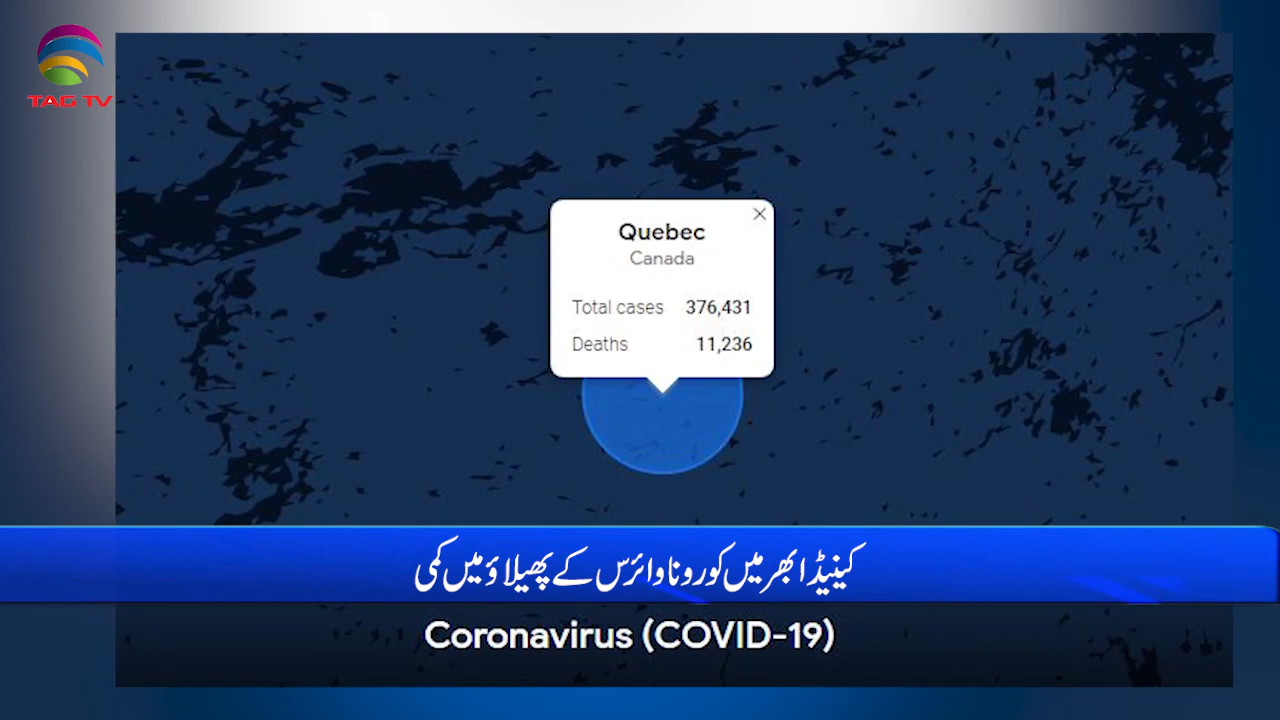 TAG TV
Quebec
Canada
Total cases 376,431
Deaths 11,236
کینیڈا بھر میں کورونا وائرس کے پھیلاؤ میں کمی
Coronavirus (COVID-19)